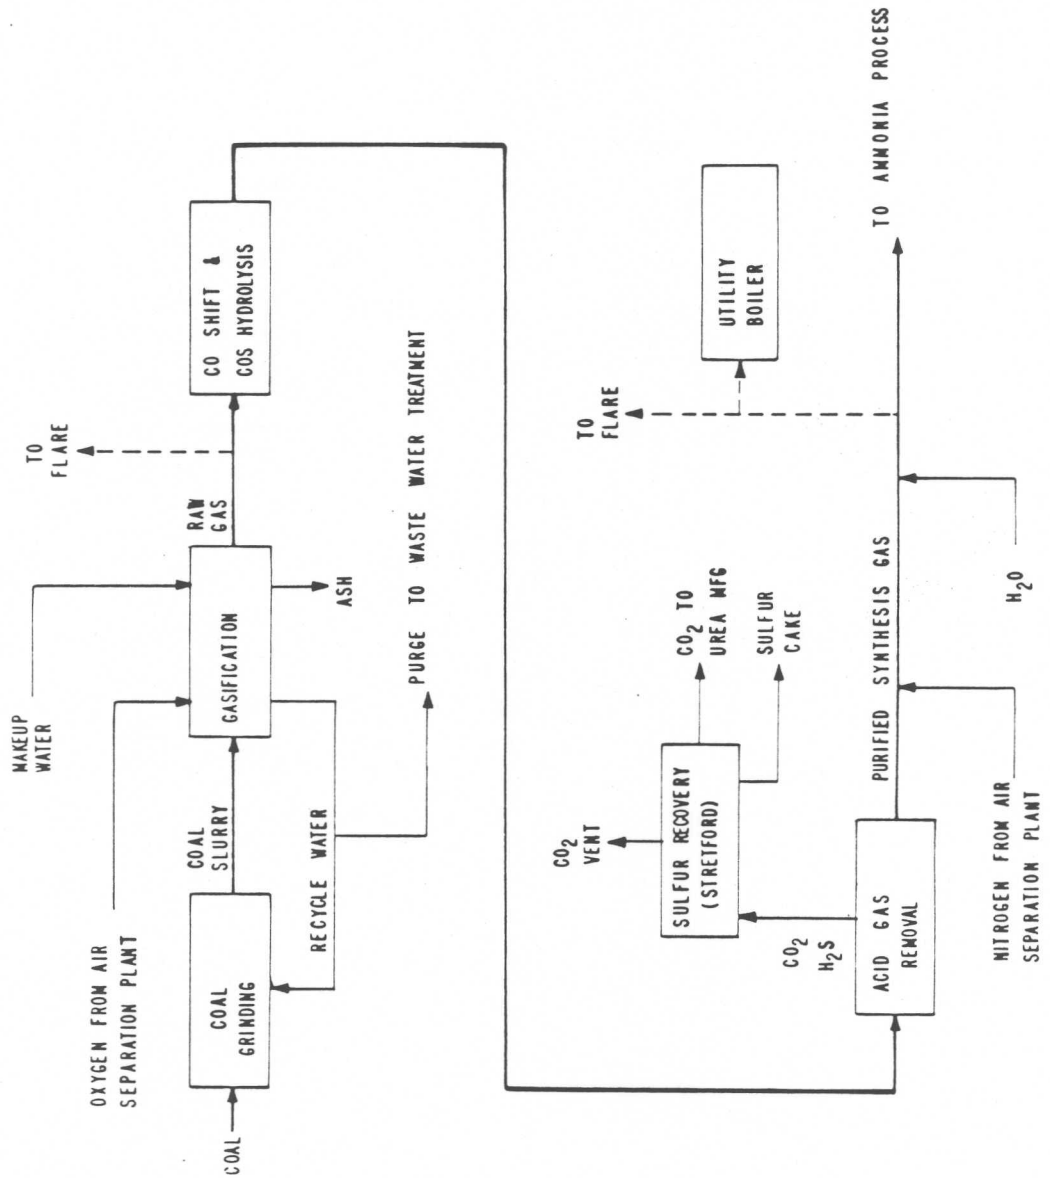 MAKEUP
WATER
OXYGEN FROM AIR
SEPARATION PLANT
COAL
COAL
GRINDING
COAL
SLURRY
RECYCLE WATER
GASIFICATION
ASH
RAW
GAS
TO
FLARE
PURGE TO WASTE WATER TREATMENT
CO SHIFT &
COS HYDROLYSIS
ACID GAS
REMOVAL
CO₂
H₂S
SULFUR RECOVERY
(STRETFORD)
CO₂
VENT
CO₂ TO
UREA MFG
SULFUR
CAKE
PURIFIED SYNTHESIS GAS
NITROGEN FROM AIR
SEPARATION PLANT
H₂O
TO
FLARE
UTILITY
BOILER
TO AMMONIA PROCESS